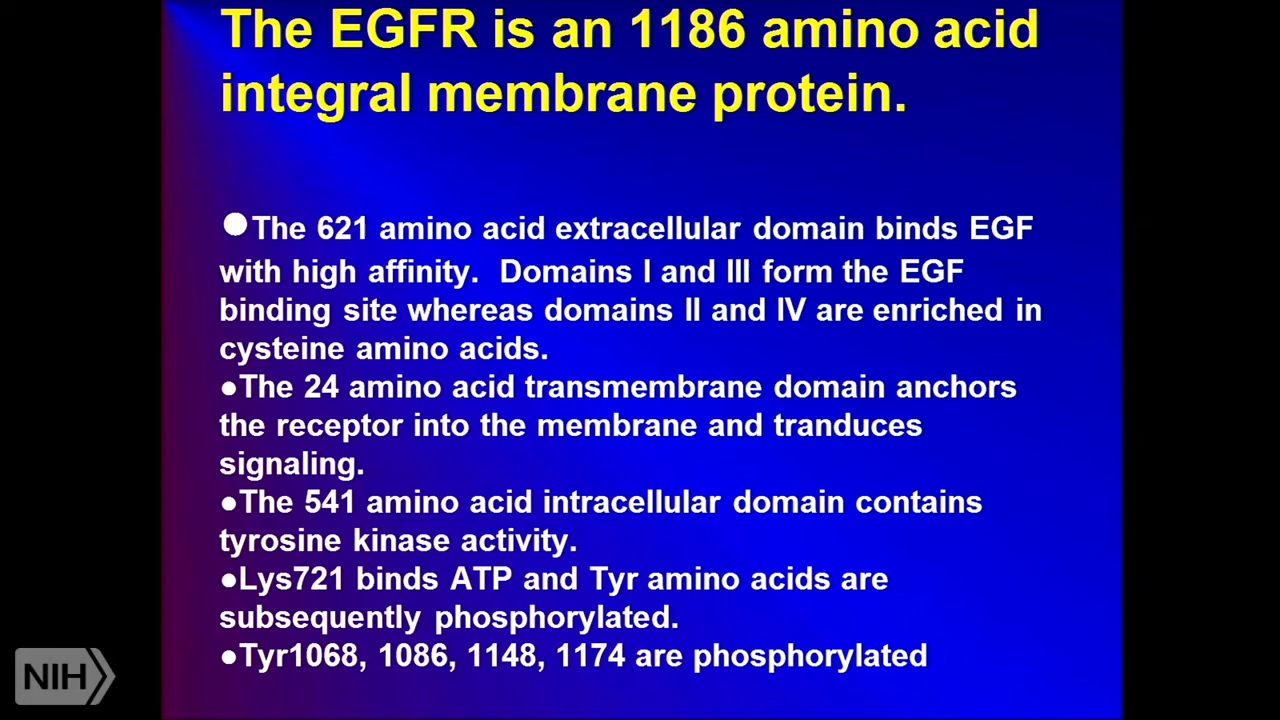 The EGFR is an 1186 amino acid
integral membrane protein.
●The 621 amino acid extracellular domain binds EGF
with high affinity.  Domains I and III form the EGF
binding site whereas domains II and IV are enriched in
cysteine amino acids.
●The 24 amino acid transmembrane domain anchors
the receptor into the membrane and tranduces
signaling.
●The 541 amino acid intracellular domain contains
tyrosine kinase activity.
●Lys721 binds ATP and Tyr amino acids are
subsequently phosphorylated.
●Tyr1068, 1086, 1148, 1174 are phosphorylated
NIH